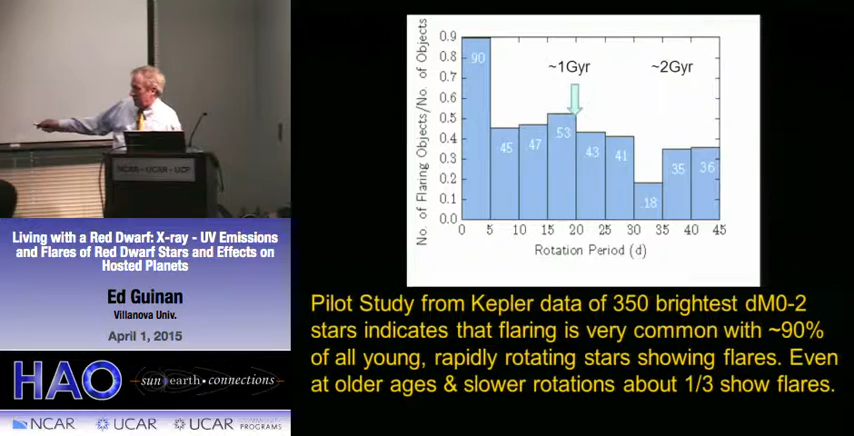 NCAR - UCAR - UCP
Living with a Red Dwarf: X-ray - UV Emissions
and Flares of Red Dwarf Stars and Effects on
Hosted Planets
Ed Guinan
Villanova Univ.
April 1, 2015
HAO
sun earth • connections
NCAR
UCAR
UCAR
PROGRAMS
No. of Flaring Objects/No. of Objects
0.9
0.8
0.7
0.6
0.5
0.4
0.3
0.2
0.1
0.0
.90
.45
.47
.53
.43
.41
.18
.35
.36
~1Gyr
~2Gyr
0 5 10 15 20 25 30 35 40 45
Rotation Period (d)
Pilot Study from Kepler data of 350 brightest dM0-2
stars indicates that flaring is very common with ~90%
of all young, rapidly rotating stars showing flares. Even
at older ages & slower rotations about 1/3 show flares.